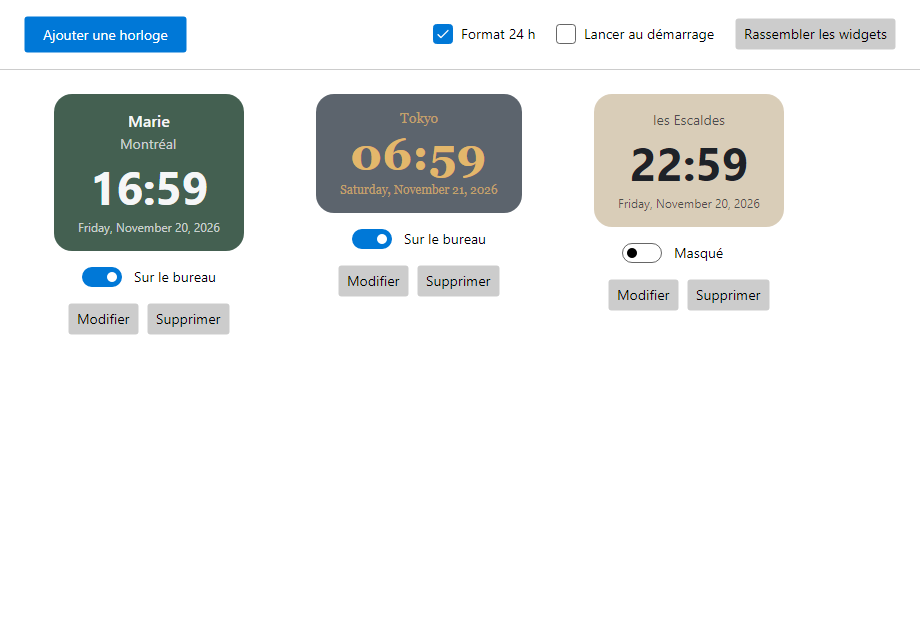 Ajouter une horloge
Format 24 h
Lancer au démarrage
Rassembler les widgets
Marie
Montréal
16:59
Friday, November 20, 2026
Sur le bureau
Modifier
Supprimer
Tokyo
06:59
Saturday, November 21, 2026
Sur le bureau
Modifier
Supprimer
les Escaldes
22:59
Friday, November 20, 2026
Masqué
Modifier
Supprimer